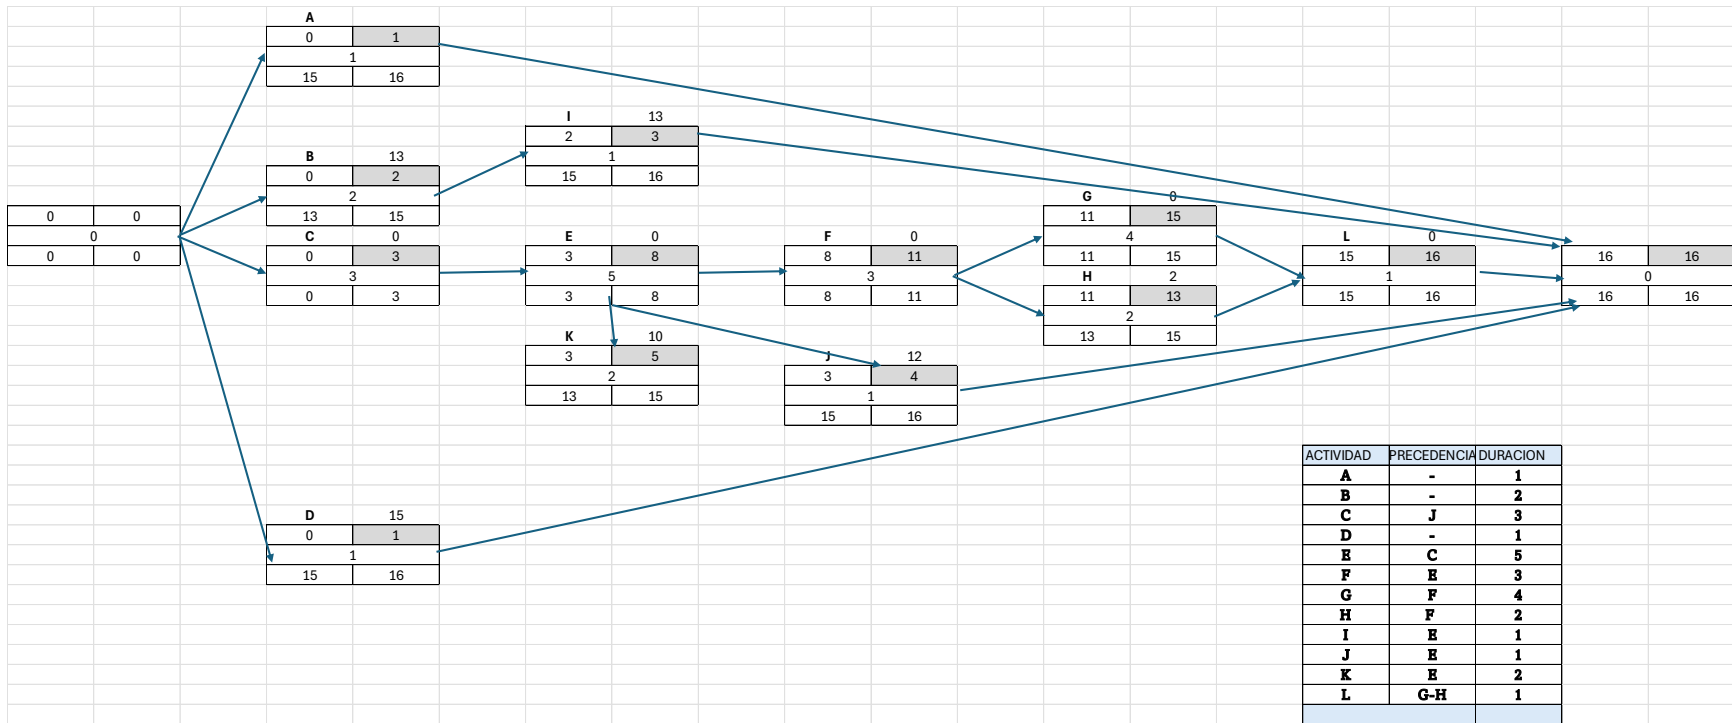 A
0 1
1
15 16
I 13
2 3
1
15 16
B 13
0 2
2
13 15
0 0
0
0 0
C 0
0 3
3
0 3
E 0
3 8
5
3 8
F 0
8 11
3
8 11
G 0
11 15
4
11 15
H 2
11 13
2
13 15
L 0
15 16
1
15 16
16 16
0
16 16
K 10
3 5
2
13 15
J 12
3 4
1
15 16
D 15
0 1
1
15 16
ACTIVIDAD PRECEDENCIA DURACION
A - 1
B - 2
C J 3
D - 1
E C 5
F E 3
G F 4
H F 2
I E 1
J E 1
K E 2
L G-H 1